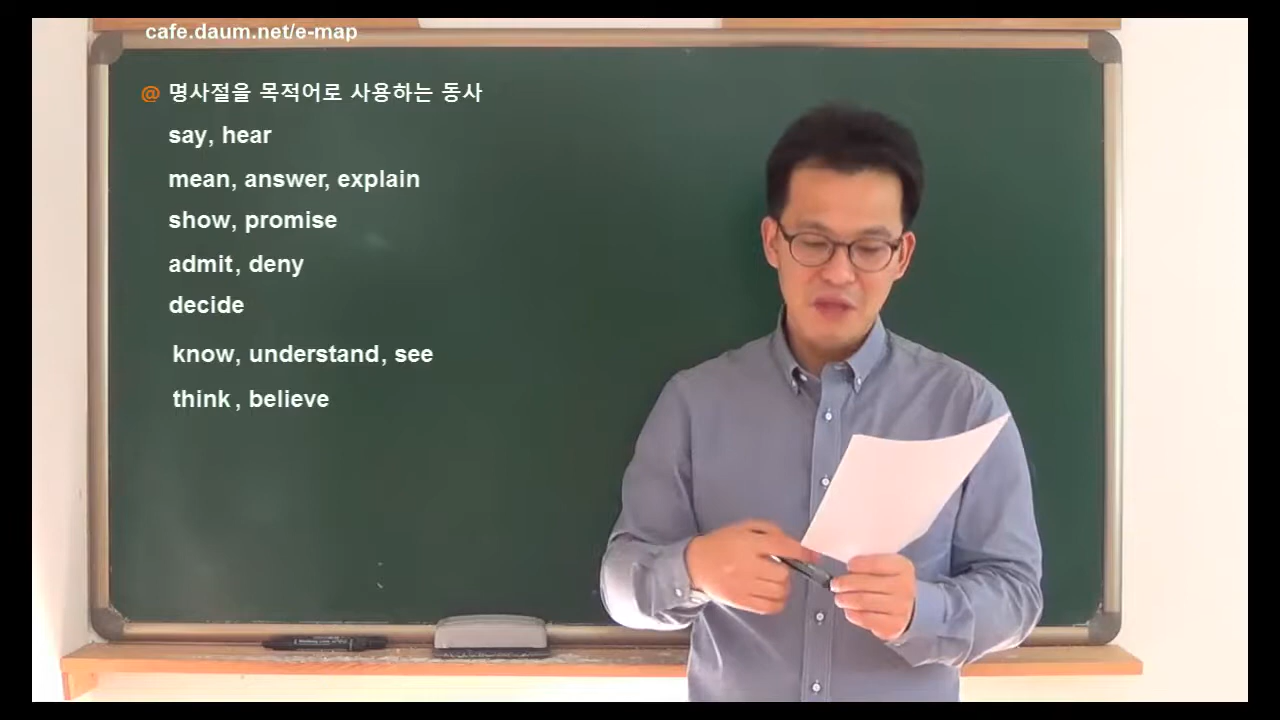 cafe.daum.net/e-map
@ 명사절을 목적어로 사용하는 동사
say, hear
mean, answer, explain
show, promise
admit, deny
decide
know, understand, see
think, believe